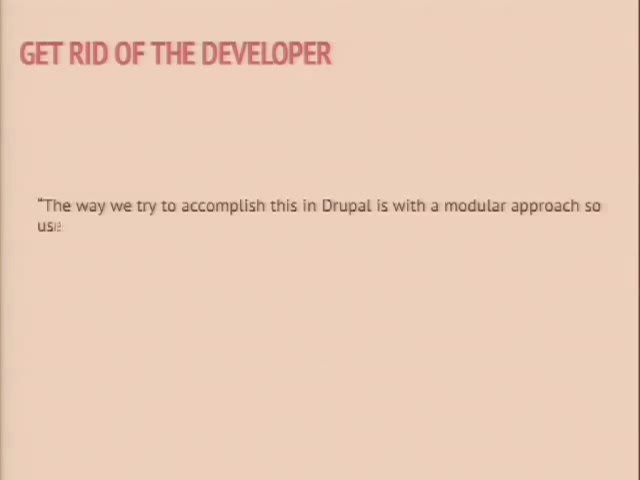 GET RID OF THE DEVELOPER
“The way we try to accomplish this in Drupal is with a modular approach so
use